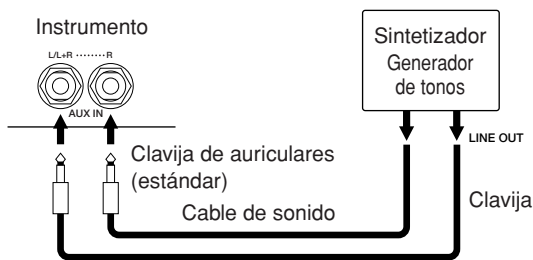 Instrumento
L/L+R ········ R
AUX IN
Sintetizador
Generador
de tonos
LINE OUT
Clavija de auriculares
(estándar)
Clavija
Cable de sonido